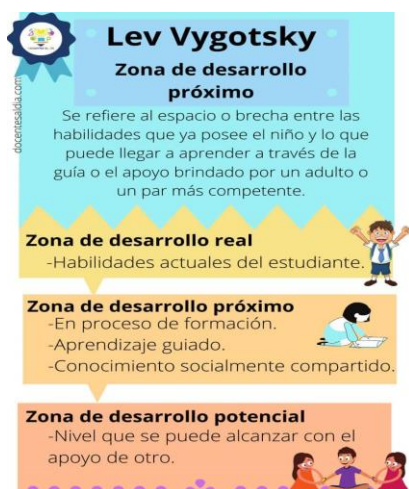 Lev Vygotsky
Zona de desarrollo
próximo
Se refiere al espacio o brecha entre las
habilidades que ya posee el niño y lo que
puede llegar a aprender a través de la
guía o el apoyo brindado por un adulto o
un par más competente.
docentesaldia.com
Zona de desarrollo real
-Habilidades actuales del estudiante.
Zona de desarrollo próximo
-En proceso de formación.
-Aprendizaje guiado.
-Conocimiento socialmente compartido.
Zona de desarrollo potencial
-Nivel que se puede alcanzar con el
apoyo de otro.